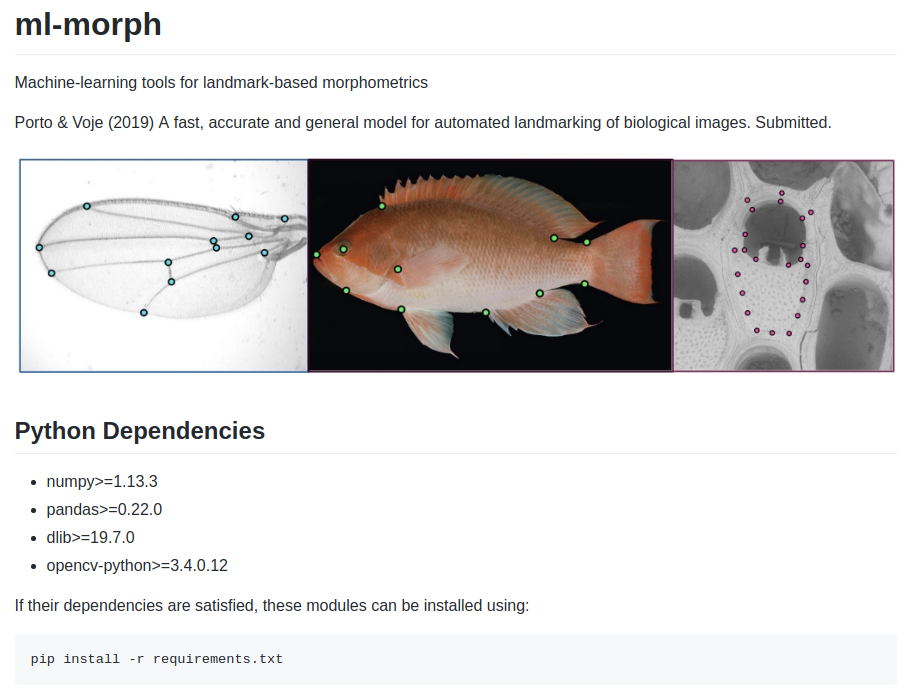 ml-morph
Machine-learning tools for landmark-based morphometrics
Porto & Voje (2019) A fast, accurate and general model for automated landmarking of biological images. Submitted.
Python Dependencies
numpy>=1.13.3
pandas>=0.22.0
dlib>=19.7.0
opencv-python>=3.4.0.12
If their dependencies are satisfied, these modules can be installed using:
pip install -r requirements.txt